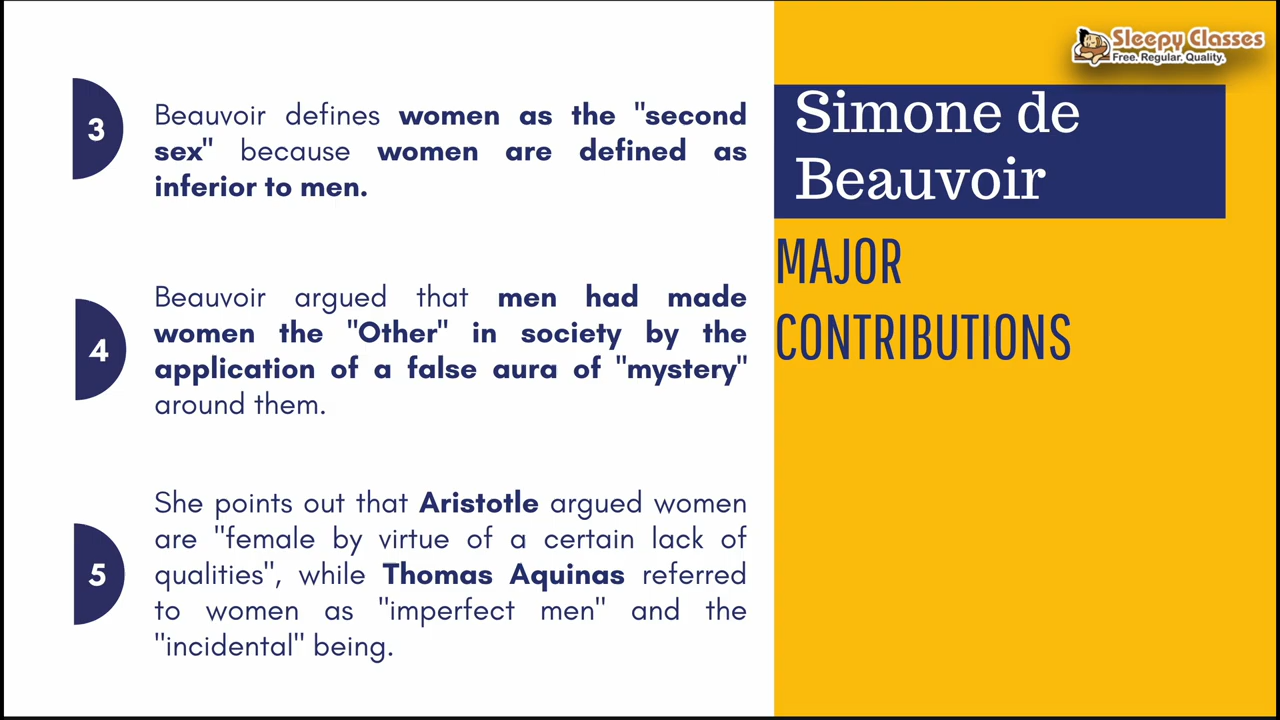 Sleepy Classes
Free. Regular. Quality.
Simone de
Beauvoir
MAJOR
CONTRIBUTIONS
3
Beauvoir defines women as the "second
sex" because women are defined as
inferior to men.
4
Beauvoir argued that men had made
women the "Other" in society by the
application of a false aura of "mystery"
around them.
5
She points out that Aristotle argued women
are "female by virtue of a certain lack of
qualities", while Thomas Aquinas referred
to women as "imperfect men" and the
"incidental" being.